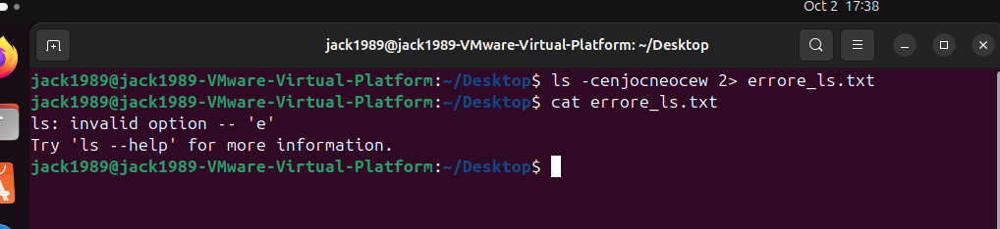 Oct 2 17:38
jack1989@jack1989-VMware-Virtual-Platform: ~/Desktop
jack1989@jack1989-VMware-Virtual-Platform:~/Desktop$ ls -cenjocneocew 2> errore_ls.txt
jack1989@jack1989-VMware-Virtual-Platform:~/Desktop$ cat errore_ls.txt
ls: invalid option -- 'e'
Try 'ls --help' for more information.
jack1989@jack1989-VMware-Virtual-Platform:~/Desktop$